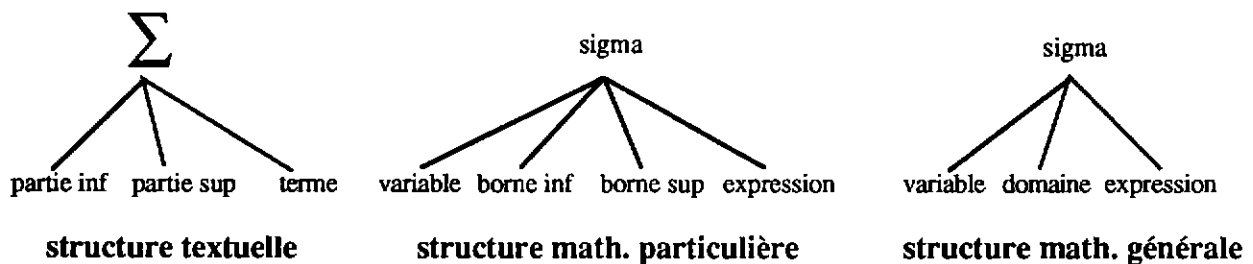 Σ
partie inf partie sup terme
structure textuelle
sigma
variable borne inf borne sup expression
structure math. particulière
sigma
variable domaine expression
structure math. générale